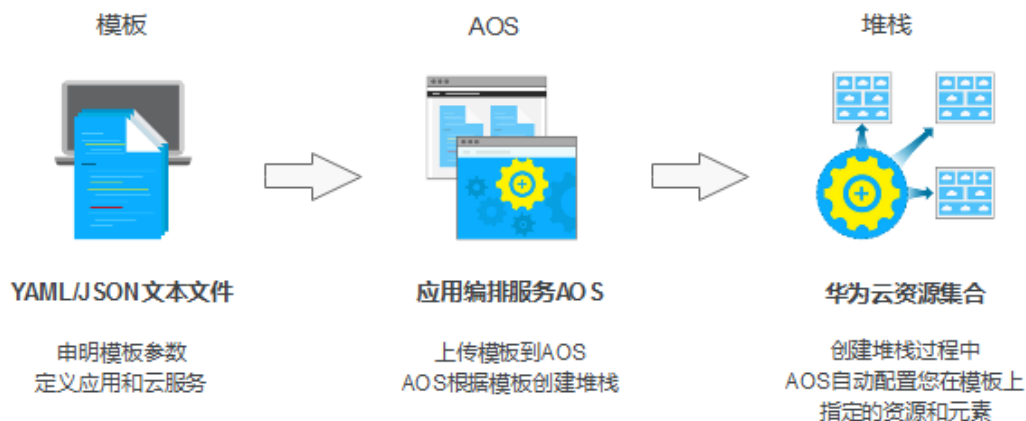 模板
AOS
堆栈
YAML/JSON文本文件
应用编排服务AOS
华为云资源集合
申明模板参数
定义应用和云服务
上传模板到AOS
AOS根据模板创建堆栈
创建堆栈过程中
AOS自动配置您在模板上
指定的资源和元素